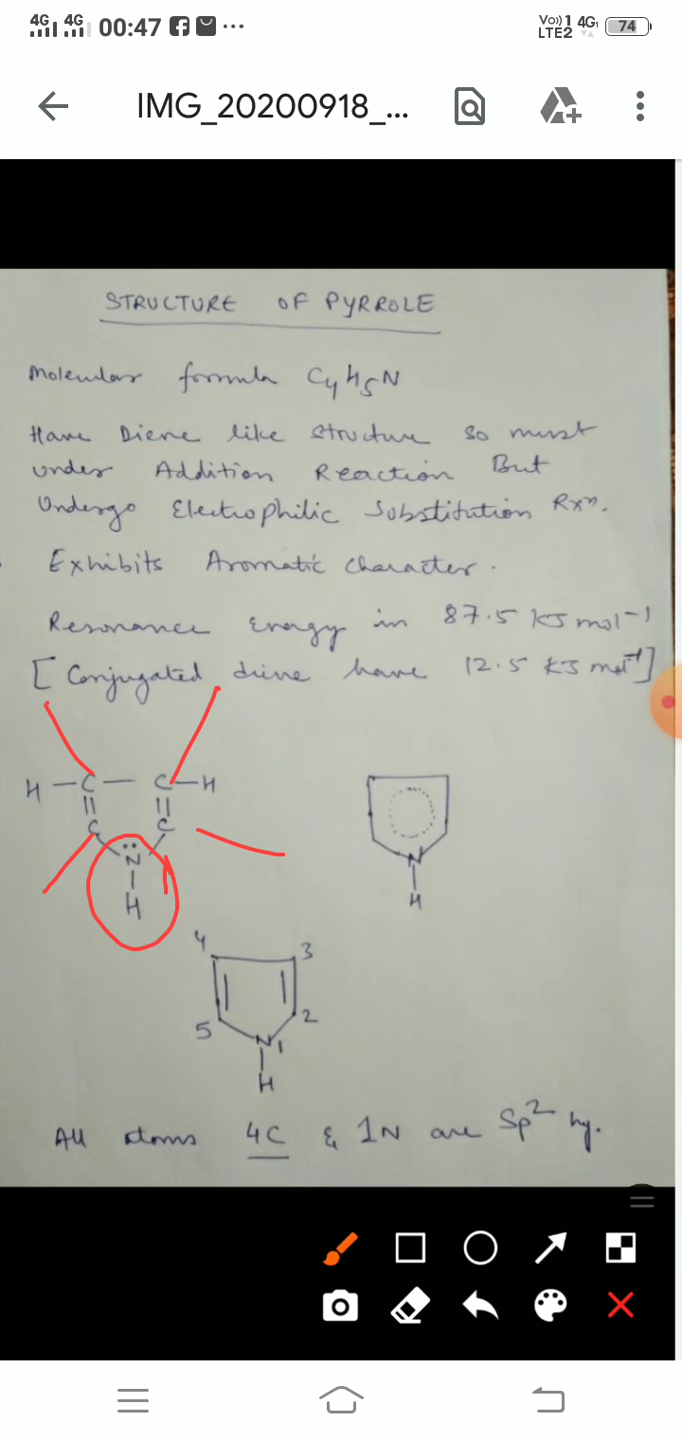 4G 4G 00:47 ... Vo)) 1 4G 74
LTE2
IMG_20200918_...
STRUCTURE OF PYRROLE
Molecular formula C4H5N
Have Diene like structure so must
under Addition Reaction But
Undergo Electrophilic Substitution Rxn.
Exhibits Aromatic character.
Resonance Energy in 87.5 kJ mol-1
[Conjugated diene have 12.5 kJ mol-1]
H-C-C-H
C C
N
H
N
H
4 3
5 2
N 1
H
All atoms 4C & 1N are Sp2 hy.